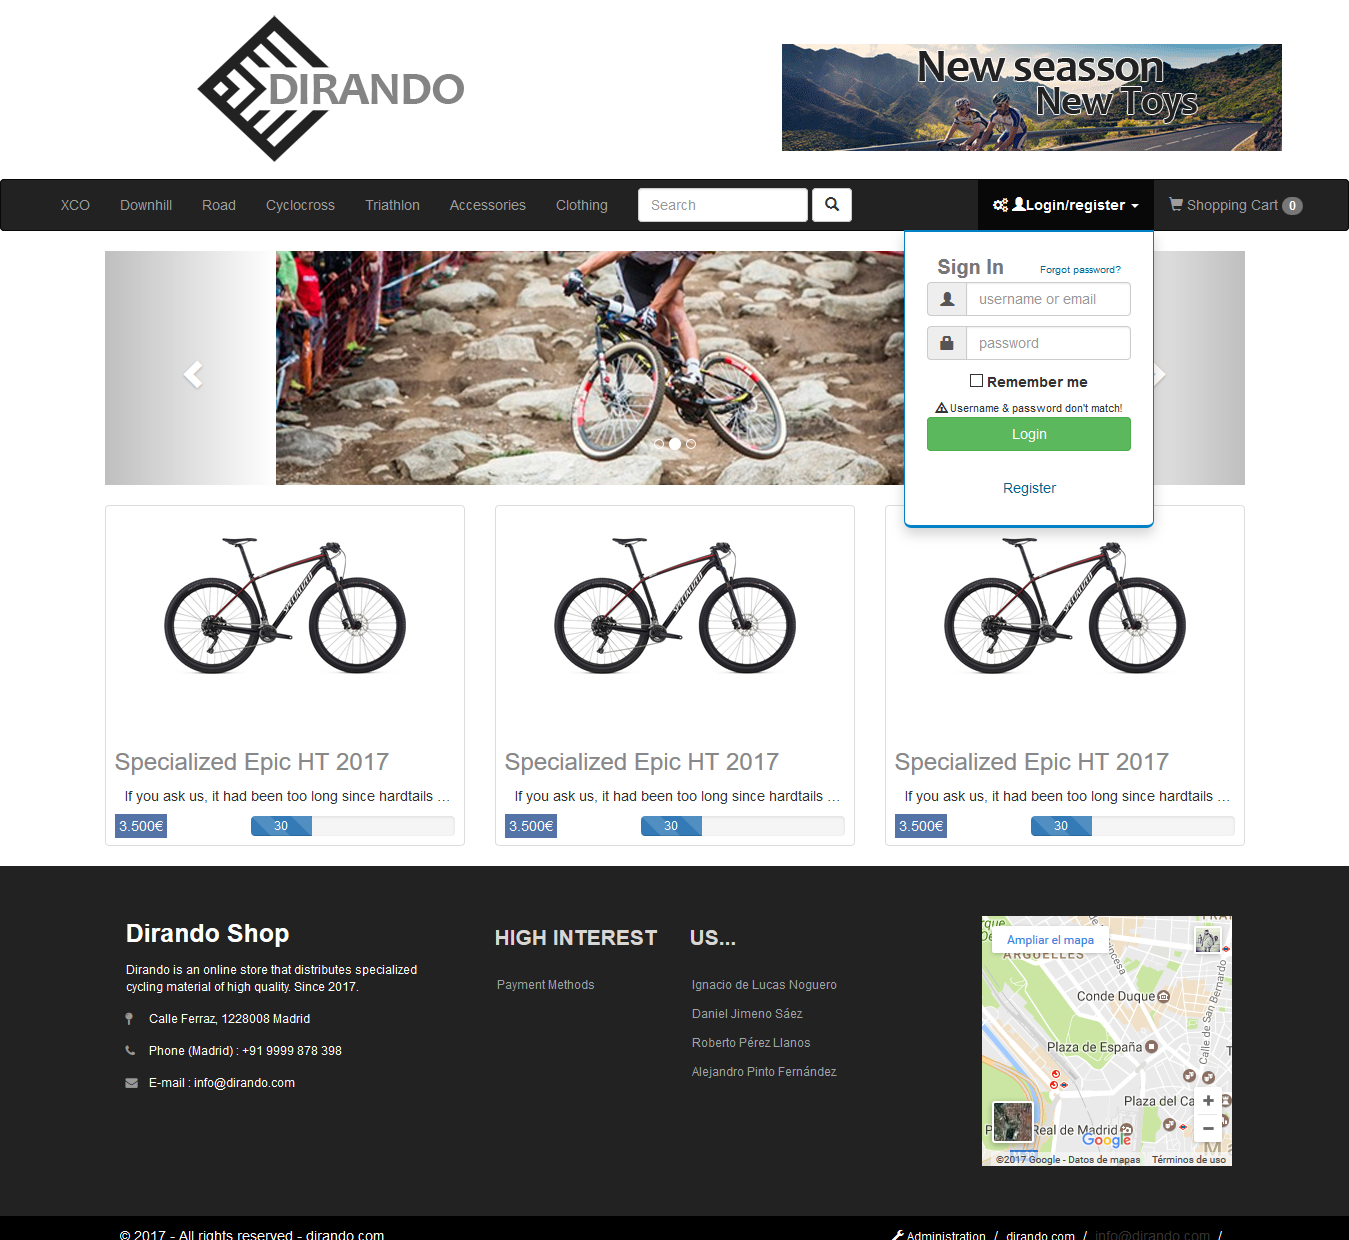 DIRANDO
New seasson
New Toys
XCO Downhill Road Cyclocross Triathlon Accessories Clothing Search Login/register Shopping Cart 0
Sign In Forgot password?
username or email
password
Remember me
Username & password don't match!
Login
Register
SPECIALIZED SPECIALIZED SPECIALIZED
Specialized Epic HT 2017 Specialized Epic HT 2017 Specialized Epic HT 2017
If you ask us, it had been too long since hardtails ... If you ask us, it had been too long since hardtails ... If you ask us, it had been too long since hardtails ...
3.500€ 30 3.500€ 30 3.500€ 30
Dirando Shop
Dirando is an online store that distributes specialized
cycling material of high quality. Since 2017.
Calle Ferraz, 1228008 Madrid
Phone (Madrid) : +91 9999 878 398
E-mail : info@dirando.com
HIGH INTEREST
Payment Methods
US...
Ignacio de Lucas Noguero
Daniel Jimeno Sáez
Roberto Pérez Llanos
Alejandro Pinto Fernández
Ampliar el mapa
ARGÜELLES
Conde Duque
Calle de San Bernardo
Plaza de España
Plaza del Ca
Real de Madrid
Google
©2017 Google - Datos de mapas Términos de uso
© 2017 - All rights reserved - dirando.com
Administration / dirando.com / info@dirando.com /